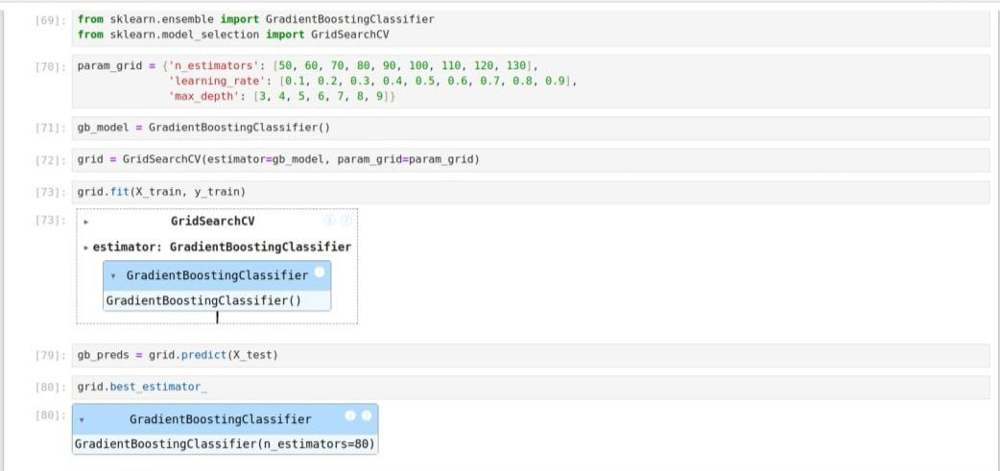 [69]: from sklearn.ensemble import GradientBoostingClassifier
from sklearn.model_selection import GridSearchCV
[70]: param_grid = {'n_estimators': [50, 60, 70, 80, 90, 100, 110, 120, 130],
'learning_rate': [0.1, 0.2, 0.3, 0.4, 0.5, 0.6, 0.7, 0.8, 0.9],
'max_depth': [3, 4, 5, 6, 7, 8, 9]}
[71]: gb_model = GradientBoostingClassifier()
[72]: grid = GridSearchCV(estimator=gb_model, param_grid=param_grid)
[73]: grid.fit(X_train, y_train)
[73]: ▸ GridSearchCV i ?
▸ estimator: GradientBoostingClassifier
▾ GradientBoostingClassifier
GradientBoostingClassifier()
[79]: gb_preds = grid.predict(X_test)
[80]: grid.best_estimator_
[80]: ▾ GradientBoostingClassifier
GradientBoostingClassifier(n_estimators=80)